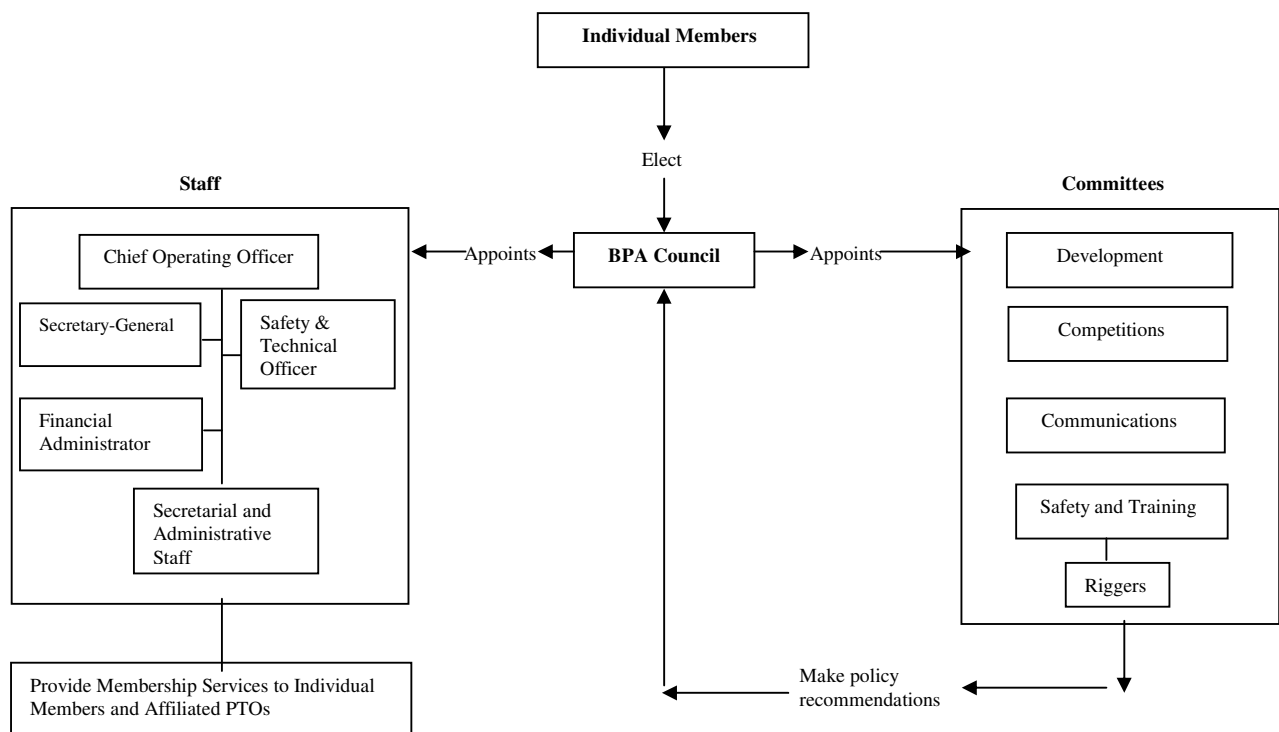 Individual Members
Elect
Staff
Committees
Chief Operating Officer
Appoints
BPA Council
Appoints
Development
Secretary-General
Safety &
Technical
Officer
Competitions
Financial
Administrator
Communications
Secretarial and
Administrative
Staff
Safety and Training
Riggers
Provide Membership Services to Individual
Members and Affiliated PTOs
Make policy
recommendations